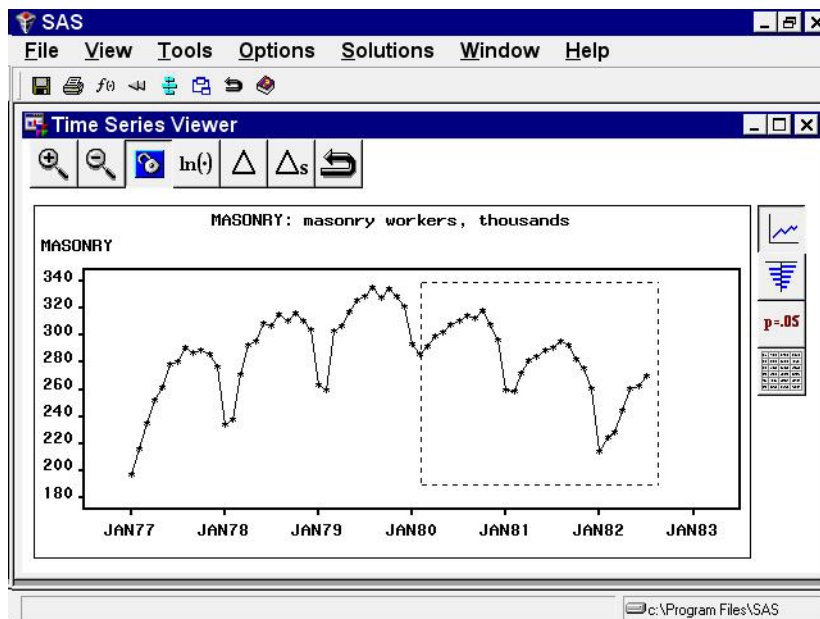 SAS
File View Tools Options Solutions Window Help
f(·)
Time Series Viewer
ln(·) Δ Δs
MASONRY: masonry workers, thousands
MASONRY
340
320
300
280
260
240
220
200
180
JAN77 JAN78 JAN79 JAN80 JAN81 JAN82 JAN83
p=.05
c:\Program Files\SAS